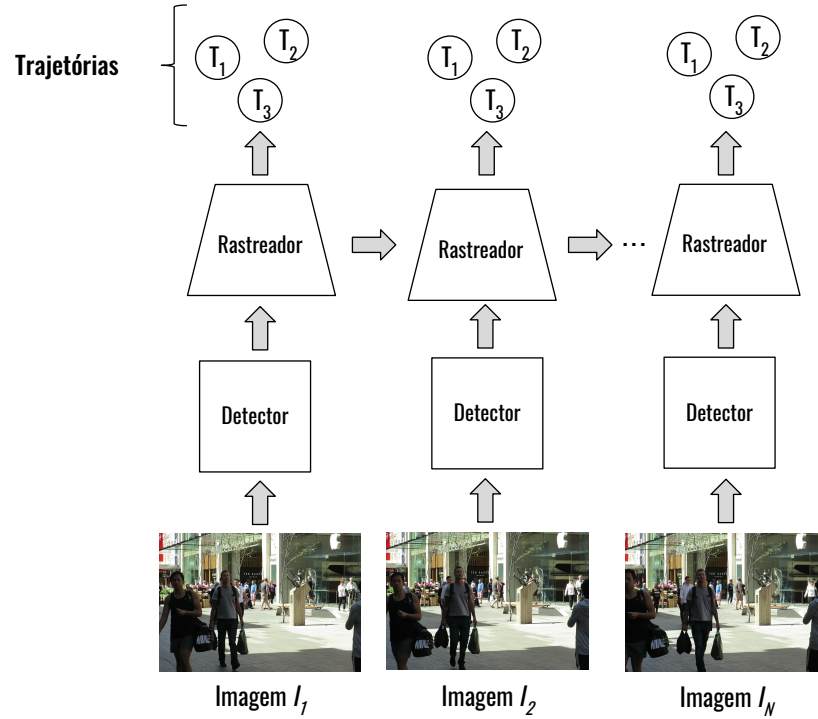 Trajetórias
T1 T2 T3
T1 T2 T3
T1 T2 T3
Rastreador
Rastreador
... Rastreador
Detector
Detector
Detector
Imagem I1
Imagem I2
Imagem IN